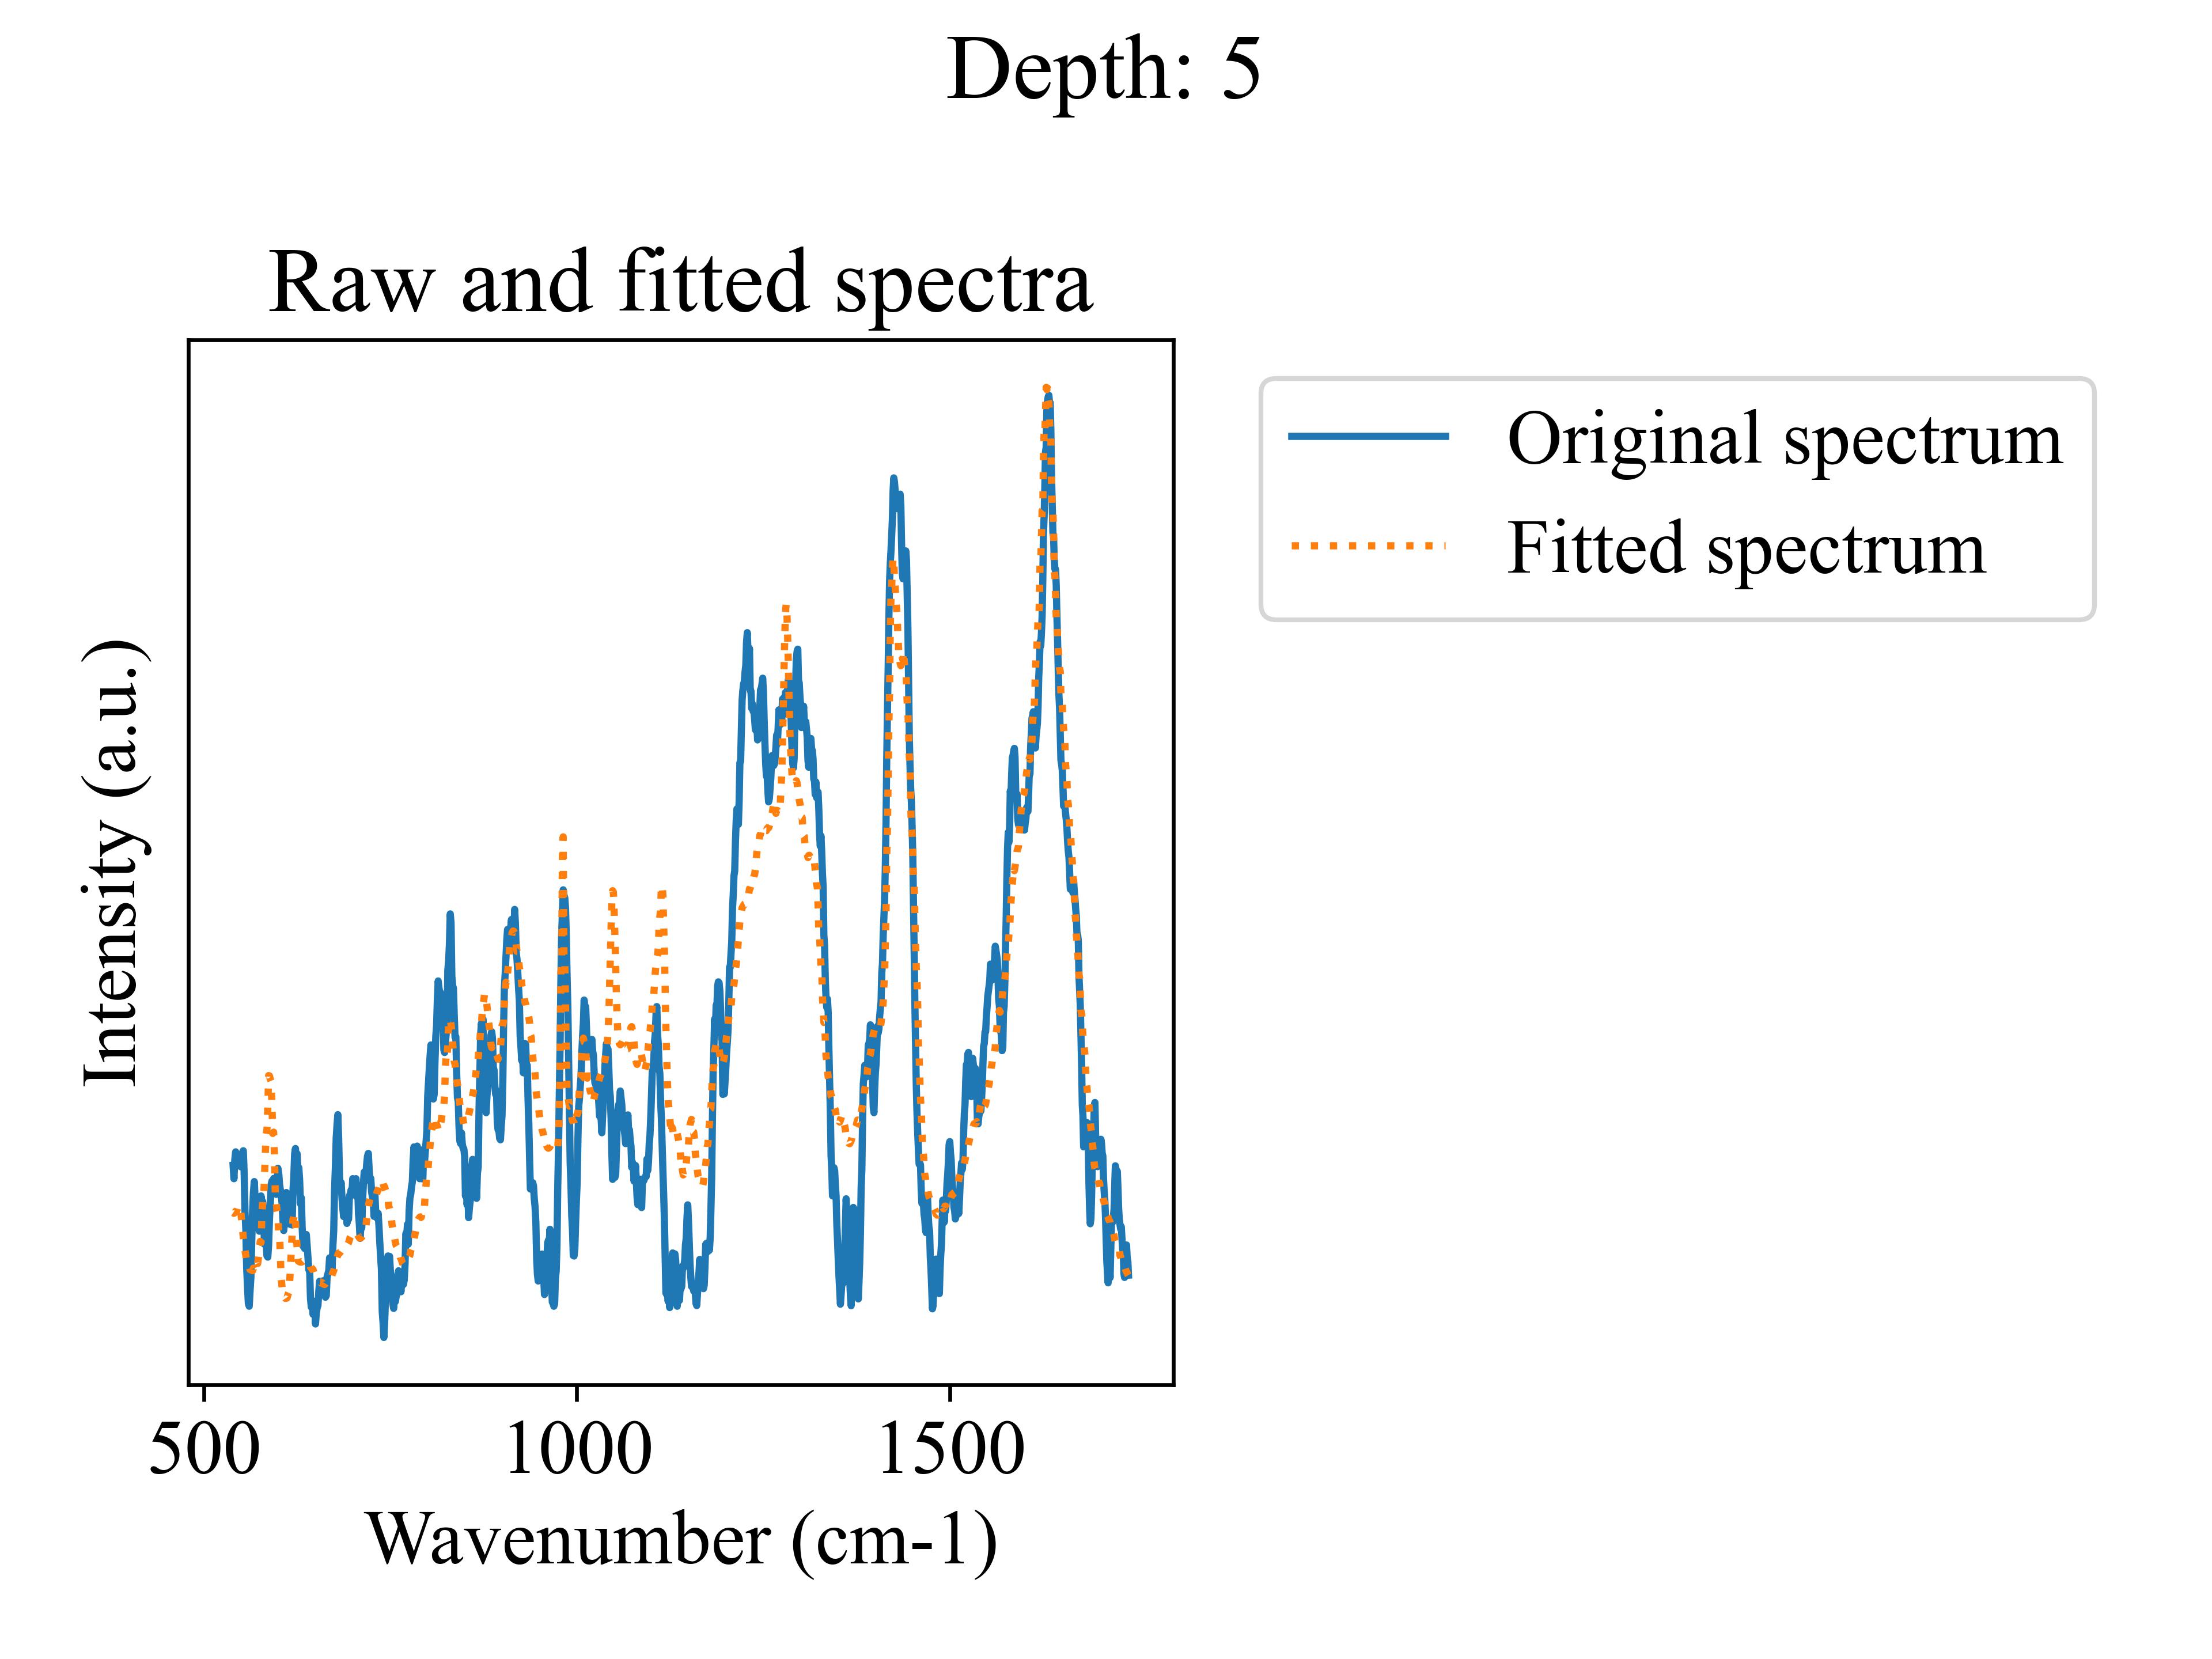 Depth: 5
Raw and fitted spectra
Original spectrum
Fitted spectrum
Intensity (a.u.)
500 1000 1500
Wavenumber (cm-1)